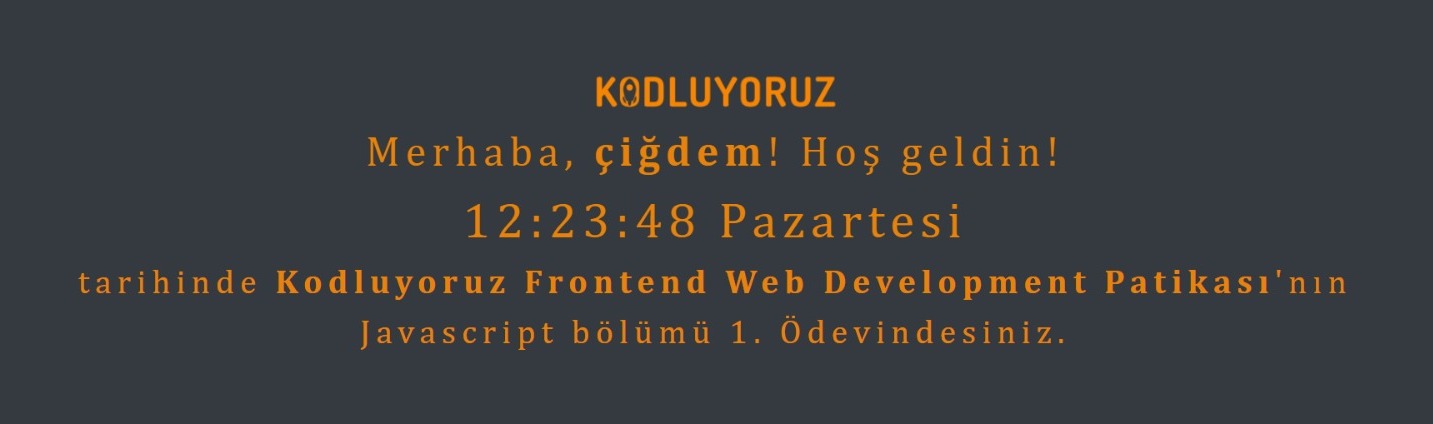 KODLUYORUZ
Merhaba, çiğdem! Hoş geldin!
12:23:48 Pazartesi
tarihinde Kodluyoruz Frontend Web Development Patikası'nın
Javascript bölümü 1. Ödevindesiniz.